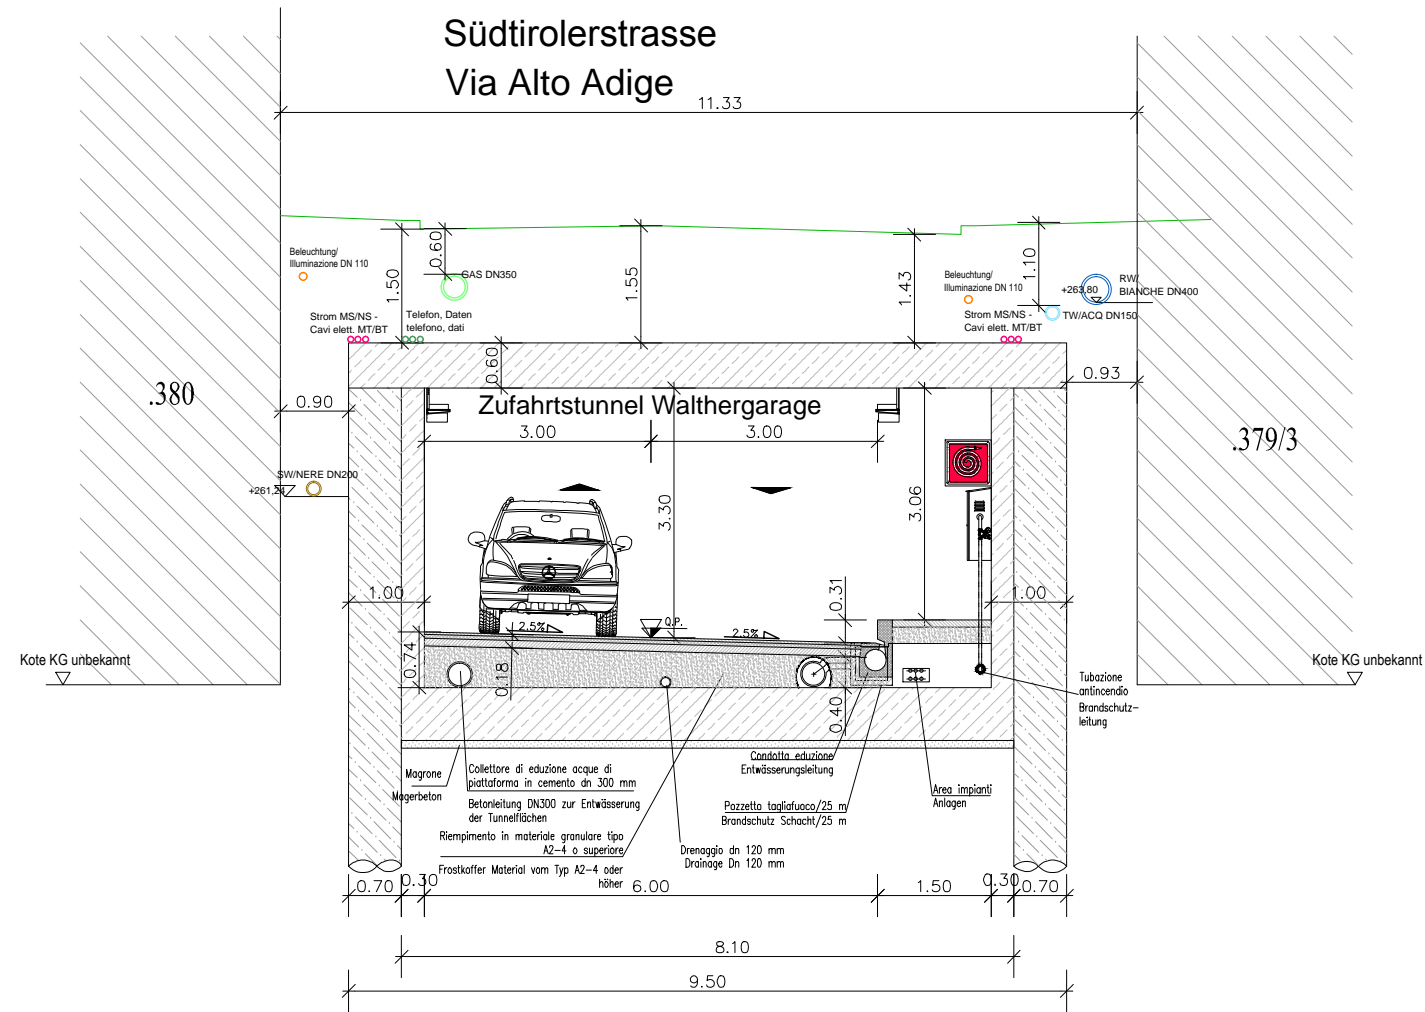 Südtirolerstrasse
Via Alto Adige
11.33
Beleuchtung/
Illuminazione DN 110
0.60
1.50
GAS DN350
1.55
1.43
Beleuchtung/
Illuminazione DN 110
1.10
+263,80
RW/
BIANCHE DN400
Strom MS/NS -
Cavi elett. MT/BT
Telefon, Daten
telefono, dati
Strom MS/NS -
Cavi elett. MT/BT
TW/ACQ DN150
0.60
.380
0.90
0.93
.379/3
Zufahrtstunnel Walthergarage
3.00
3.00
SW/NERE DN200
+261,24
3.30
3.06
1.00
0.31
1.00
2.5%
Q.P.
2.5%
0.74
0.18
0.40
Kote KG unbekannt
Kote KG unbekannt
Tubazione
antincendio
Brandschutz-
leitung
Magrone
Magerbeton
Collettore di eduzione acque di
piattaforma in cemento dn 300 mm
Betonleitung DN300 zur Entwässerung
der Tunnelflächen
Riempimento in materiale granulare tipo
A2-4 o superiore
Frostkoffer Material vom Typ A2-4 oder
höher
Drenaggio dn 120 mm
Drainage Dn 120 mm
Condotta eduzione
Entwässerungsleitung
Pozzetto tagliafuoco/25 m
Brandschutz Schacht/25 m
Area impianti
Anlagen
0.70
0.30
6.00
1.50
0.30
0.70
8.10
9.50